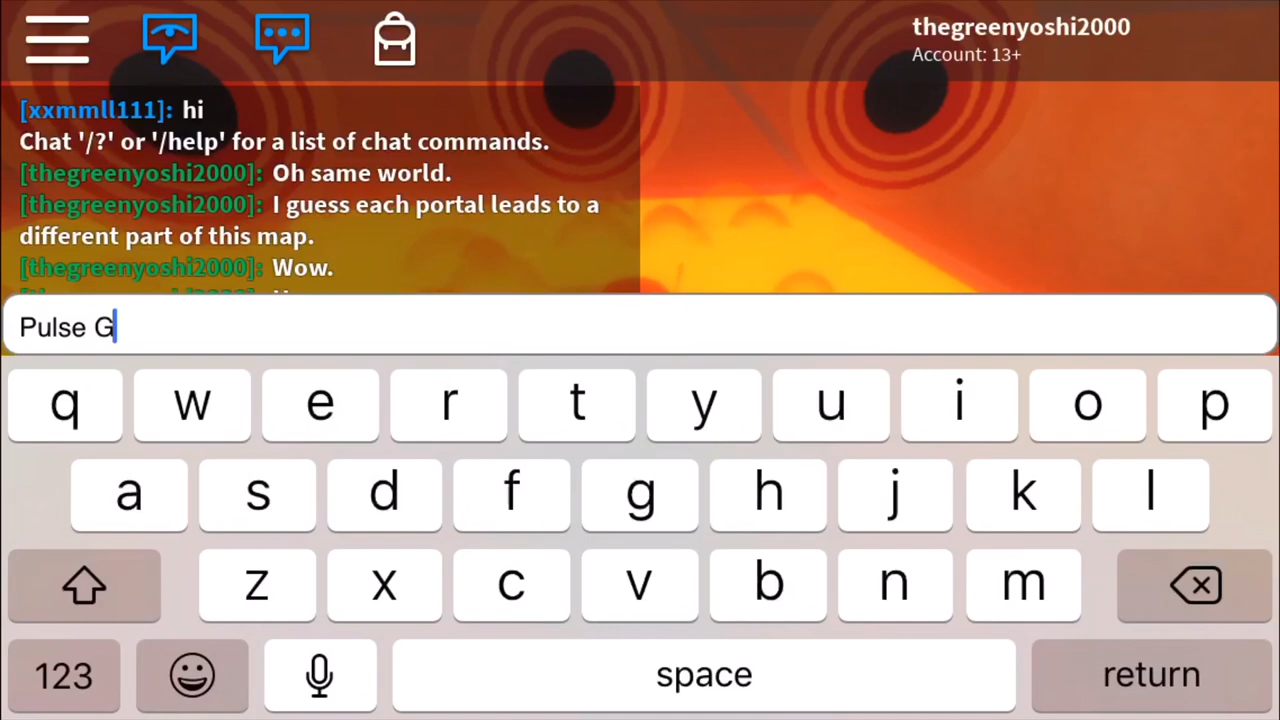 thegreenyoshi2000
Account: 13+
[xxmmll111]: hi
Chat '/?' or '/help' for a list of chat commands.
[thegreenyoshi2000]: Oh same world.
[thegreenyoshi2000]: I guess each portal leads to a
different part of this map.
[thegreenyoshi2000]: Wow.
Pulse G
q w e r t y u i o p
a s d f g h j k l
z x c v b n m
123 space return